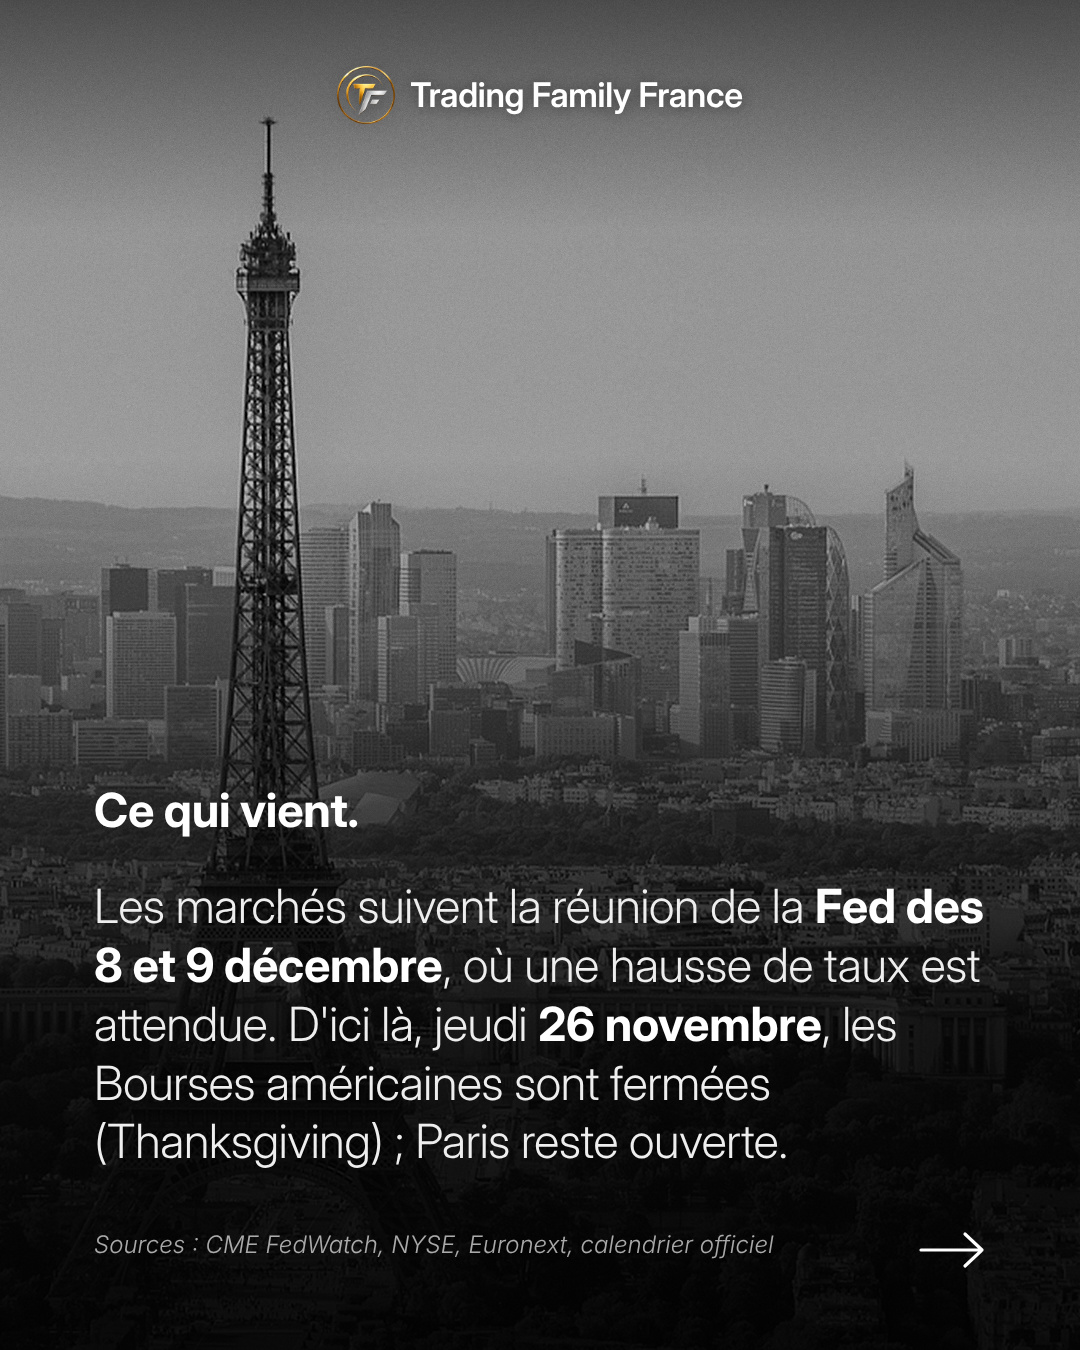 TF Trading Family France
Ce qui vient.
Les marchés suivent la réunion de la Fed des
8 et 9 décembre, où une hausse de taux est
attendue. D'ici là, jeudi 26 novembre, les
Bourses américaines sont fermées
(Thanksgiving) ; Paris reste ouverte.
Sources : CME FedWatch, NYSE, Euronext, calendrier officiel